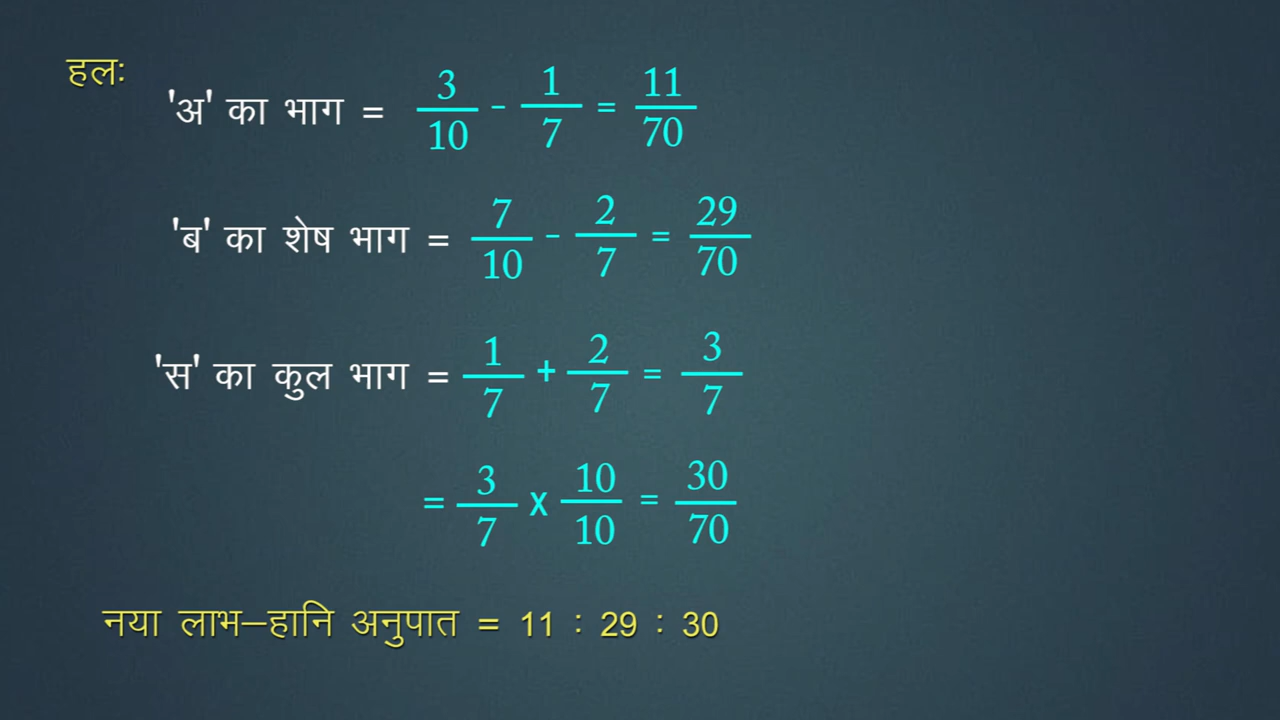 हलः
'अ' का भाग = 3/10 - 1/7 = 11/70
'ब' का शेष भाग = 7/10 - 2/7 = 29/70
'स' का कुल भाग = 1/7 + 2/7 = 3/7
= 3/7 x 10/10 = 30/70
नया लाभ–हानि अनुपात = 11 : 29 : 30